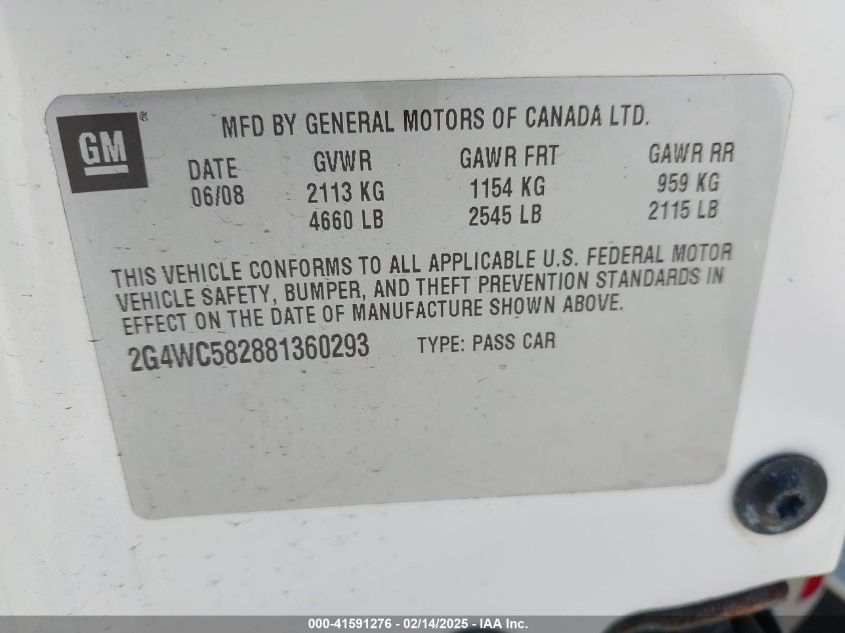 GM®
MFD BY GENERAL MOTORS OF CANADA LTD.
DATE GVWR GAWR FRT GAWR RR
06/08 2113 KG 1154 KG 959 KG
4660 LB 2545 LB 2115 LB
THIS VEHICLE CONFORMS TO ALL APPLICABLE U.S. FEDERAL MOTOR
VEHICLE SAFETY, BUMPER, AND THEFT PREVENTION STANDARDS IN
EFFECT ON THE DATE OF MANUFACTURE SHOWN ABOVE.
2G4WC582881360293 TYPE: PASS CAR
000-41591276 - 02/14/2025 - IAA Inc.